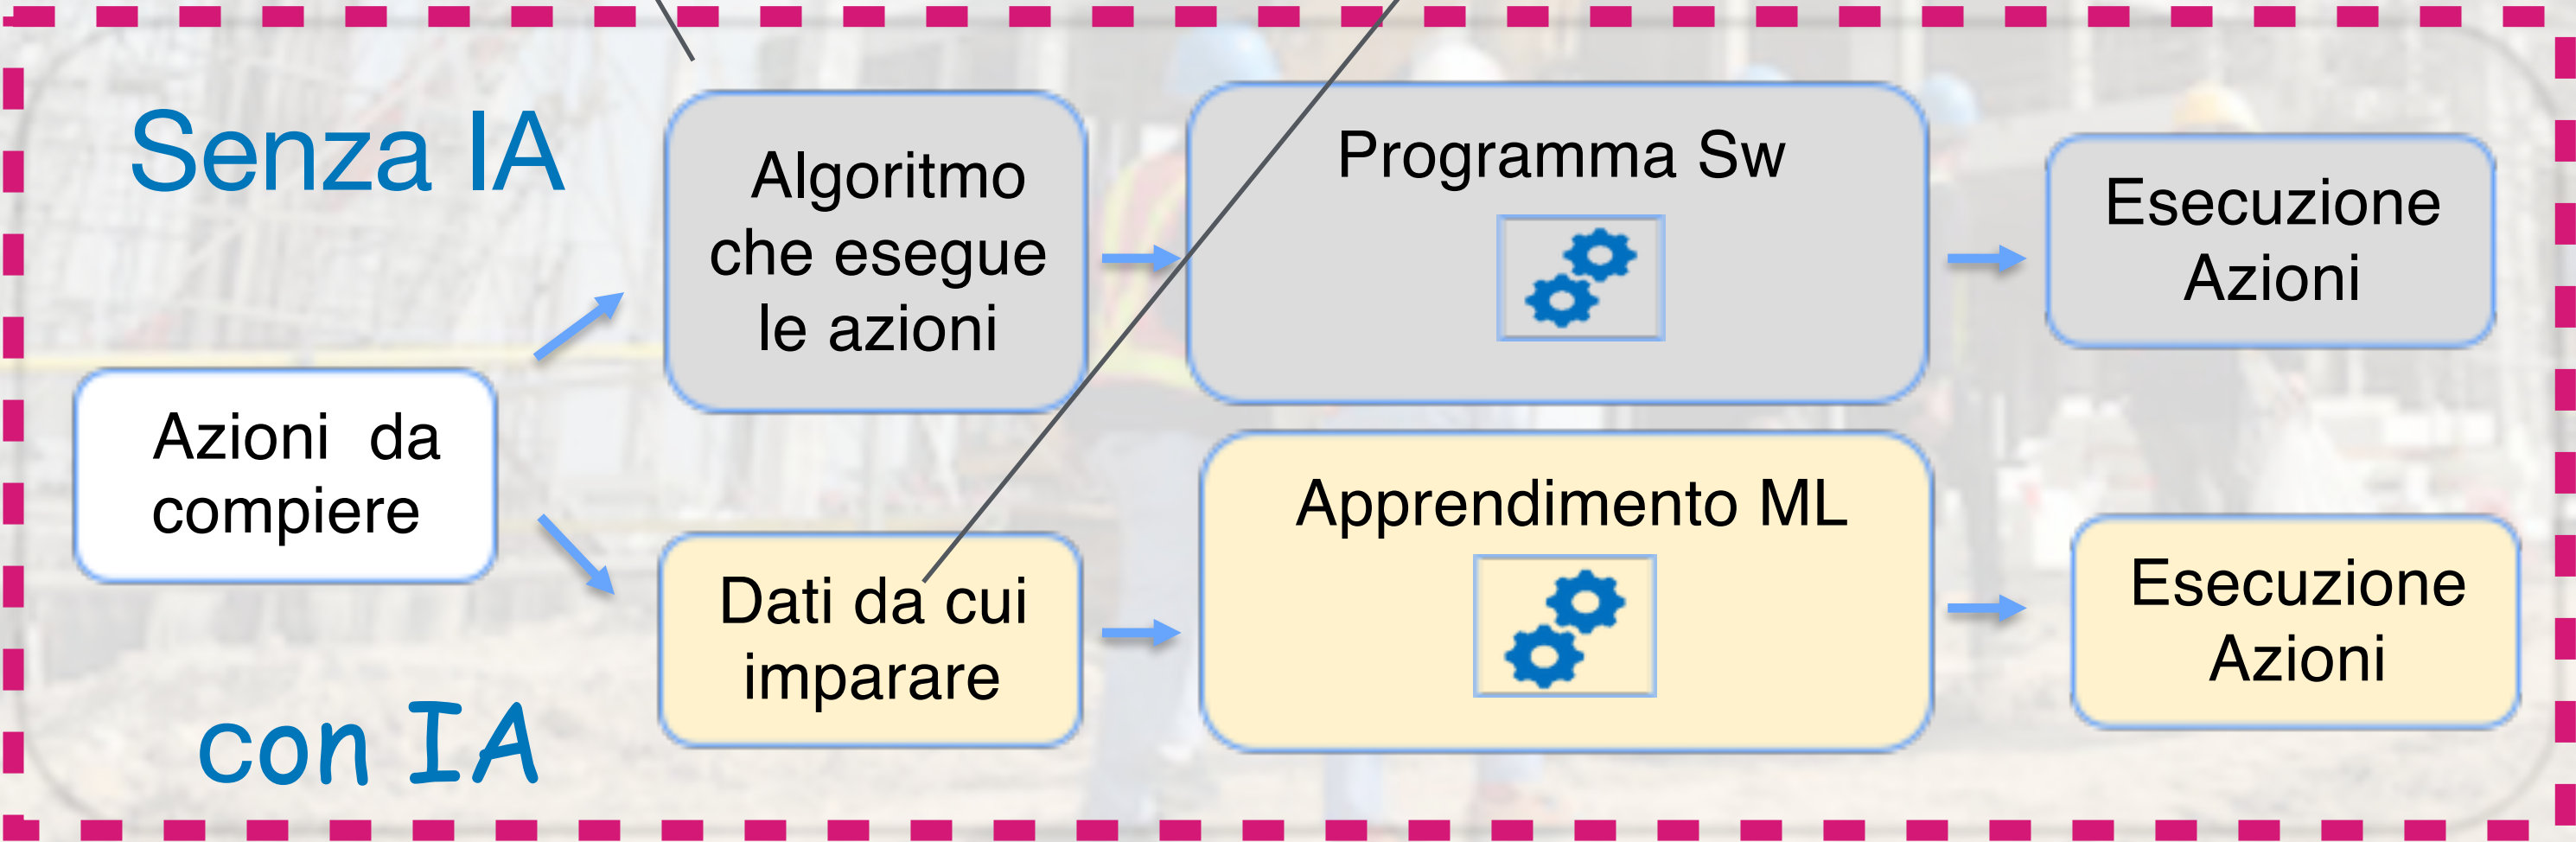 Senza IA
Algoritmo
che esegue
le azioni
Programma Sw
Esecuzione
Azioni
Azioni da
compiere
Dati da cui
imparare
Apprendimento ML
Esecuzione
Azioni
con IA